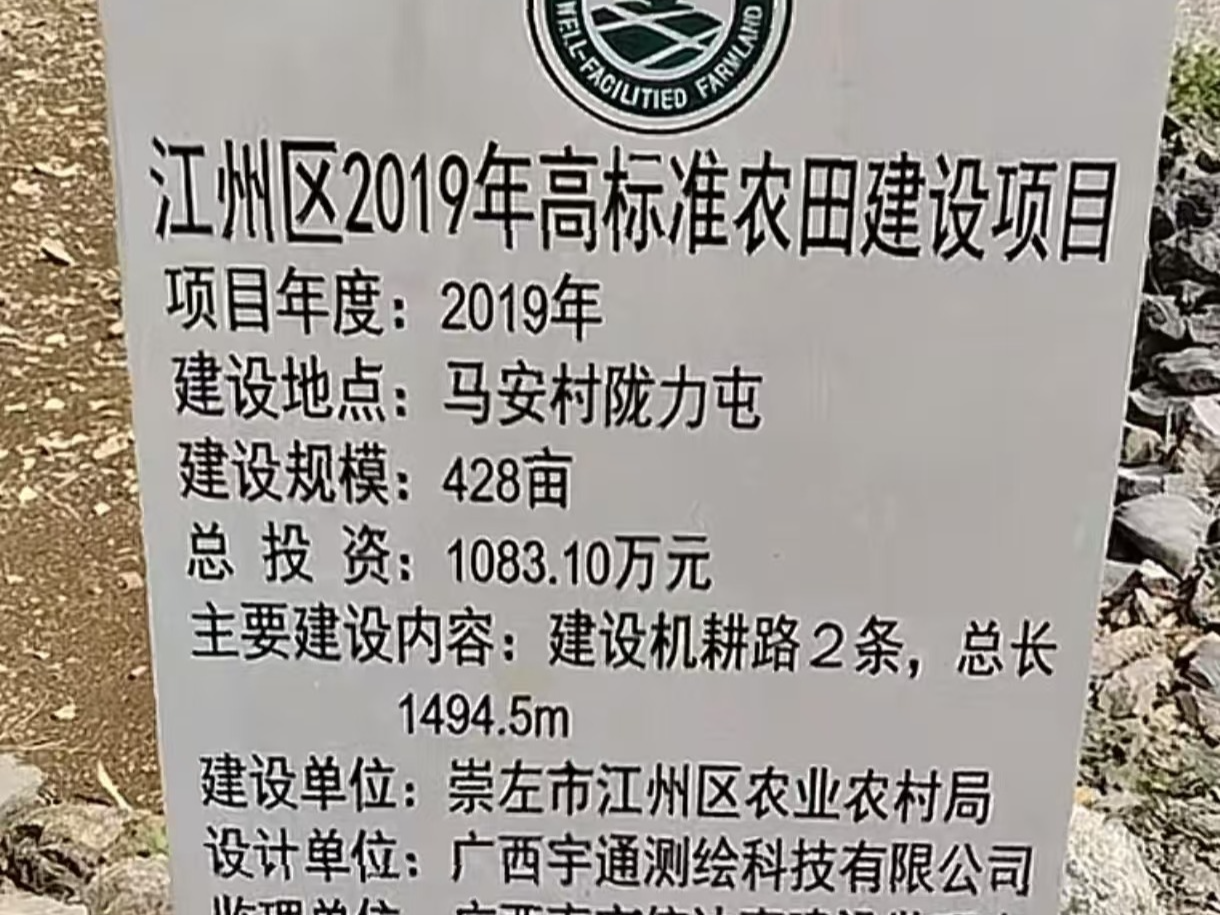 WELL-FACILITIED FARMLAND
江州区2019年高标准农田建设项目
项目年度：2019年
建设地点：马安村陇力屯
建设规模：428亩
总 投 资：1083.10万元
主要建设内容：建设机耕路2条，总长
1494.5m
建设单位：崇左市江州区农业农村局
设计单位：广西宇通测绘科技有限公司
监理单位